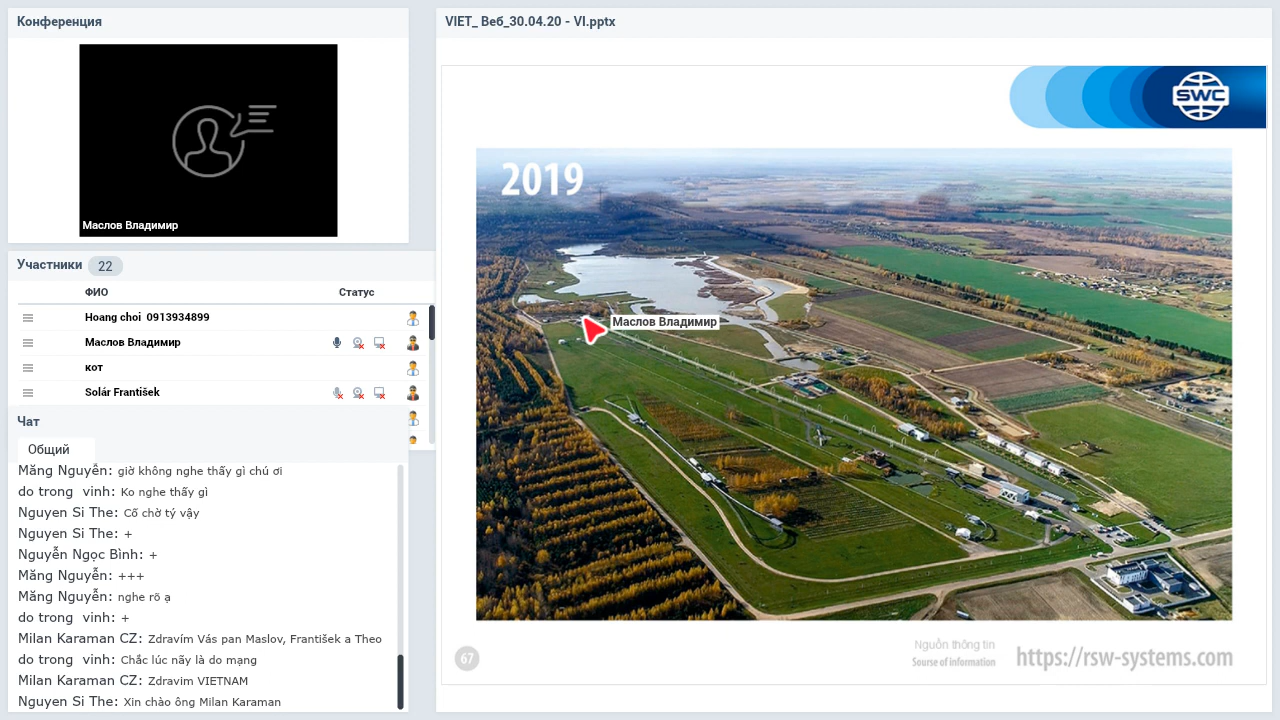 Конференция
Маслов Владимир
Участники 22
ФИО Статус
Hoang choi 0913934899
Маслов Владимир
кот
Solár František
Чат
Общий
Măng Nguyễn: giờ không nghe thấy gì chú ơi
do trong vinh: Ko nghe thấy gì
Nguyen Si The: Cố chờ tý vậy
Nguyen Si The: +
Nguyễn Ngọc Bình: +
Măng Nguyễn: +++
Măng Nguyễn: nghe rõ ạ
do trong vinh: +
Milan Karaman CZ: Zdravím Vás pan Maslov, František a Theo
do trong vinh: Chắc lúc nãy là do mạng
Milan Karaman CZ: Zdravim VIETNAM
Nguyen Si The: Xin chào ông Milan Karaman
VIET_ Веб_30.04.20 - VI.pptx
SWC
2019
Маслов Владимир
67
Nguồn thông tin
Sourse of information
https://rsw-systems.com